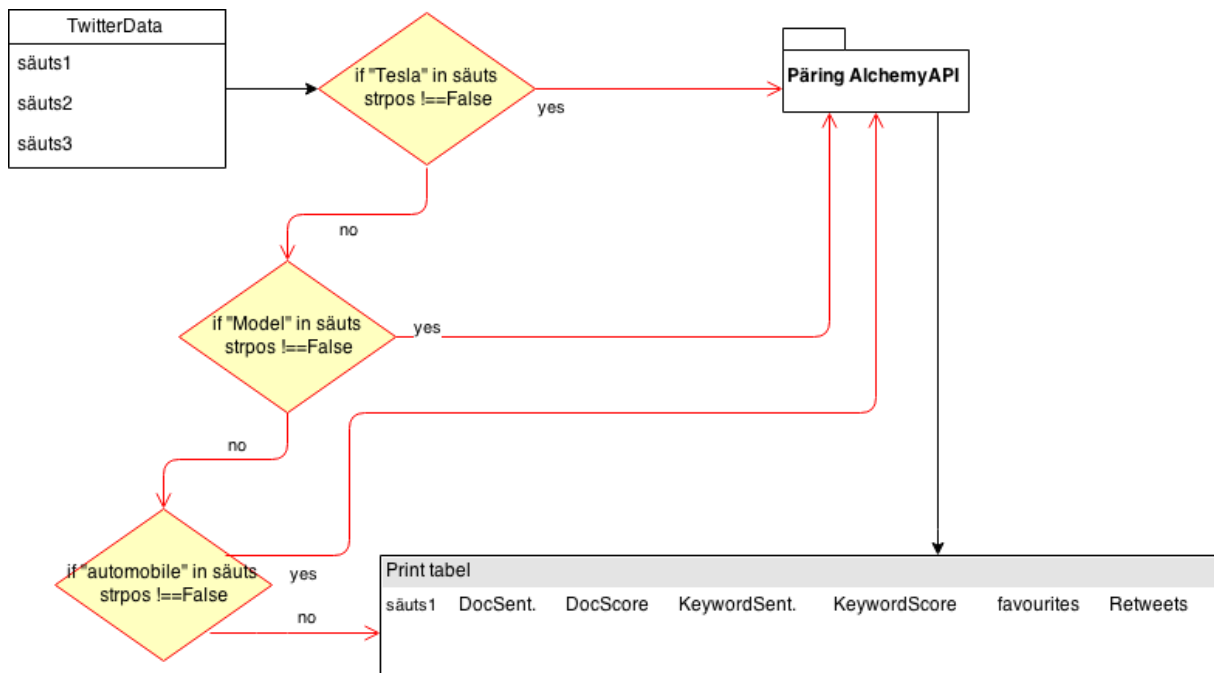 TwitterData
säuts1
säuts2
säuts3
if "Tesla" in säuts
strpos !==False
yes
Päring AlchemyAPI
no
if "Model" in säuts
strpos !==False
yes
no
if "automobile" in säuts
strpos !==False
yes
no
Print tabel
säuts1 DocSent. DocScore KeywordSent. KeywordScore favourites Retweets